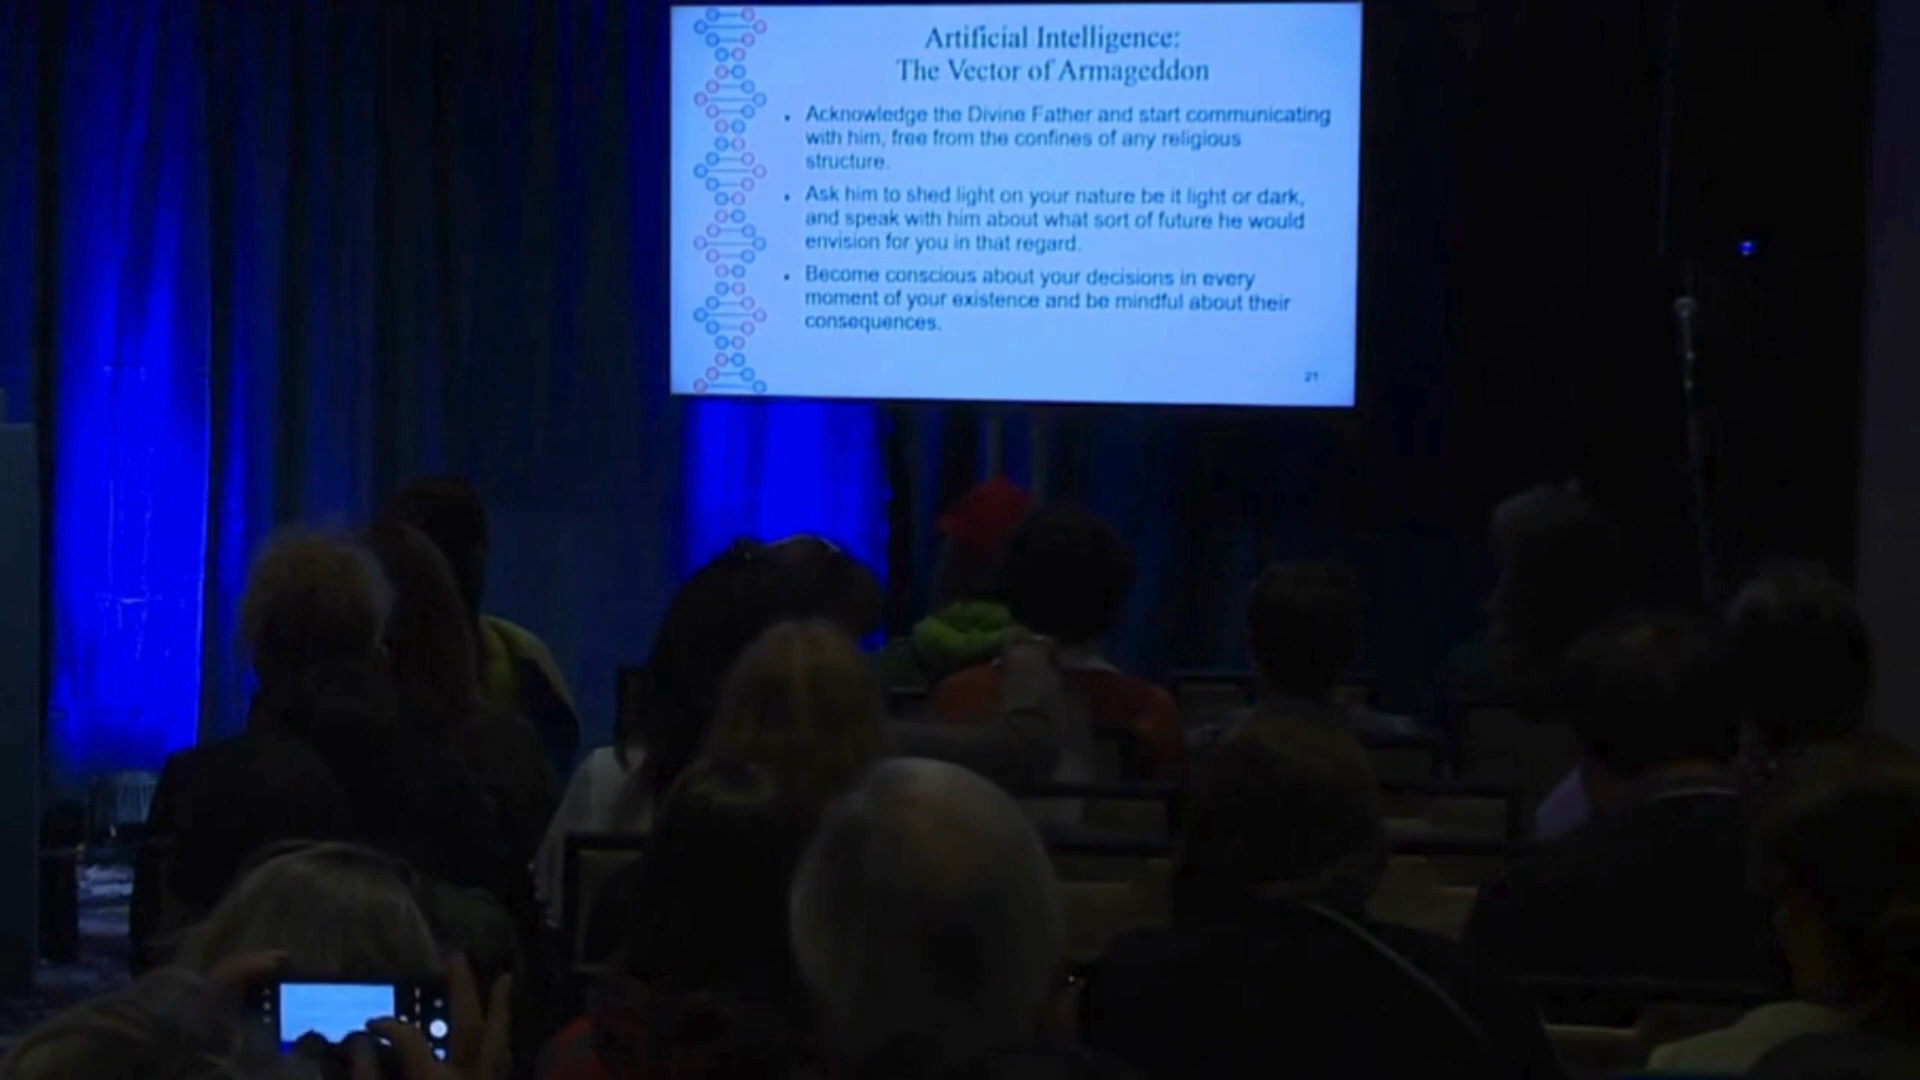 Artificial Intelligence:
The Vector of Armageddon
• Acknowledge the Divine Father and start communicating
with him, free from the confines of any religious
structure.
• Ask him to shed light on your nature be it light or dark,
and speak with him about what sort of future he would
envision for you in that regard.
• Become conscious about your decisions in every
moment of your existence and be mindful about their
consequences.
21